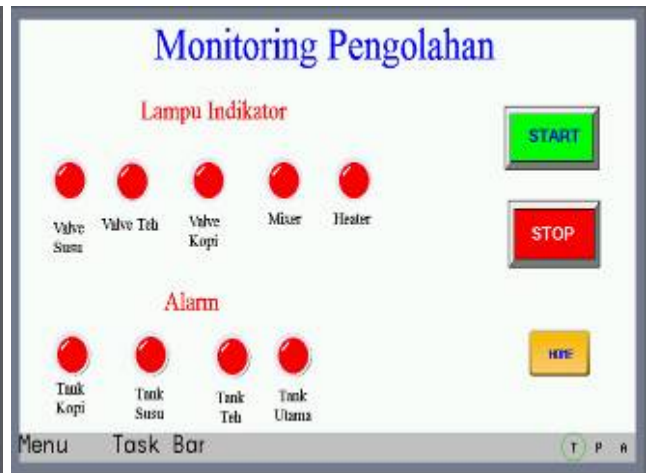 Monitoring Pengolahan
Lampu Indikator
START
Valve Susu
Valve Teh
Valve Kopi
Mixer
Heater
STOP
Alarm
HOME
Tank Kopi
Tank Susu
Tank Teh
Tank Utama
Menu Task Bar
T P A